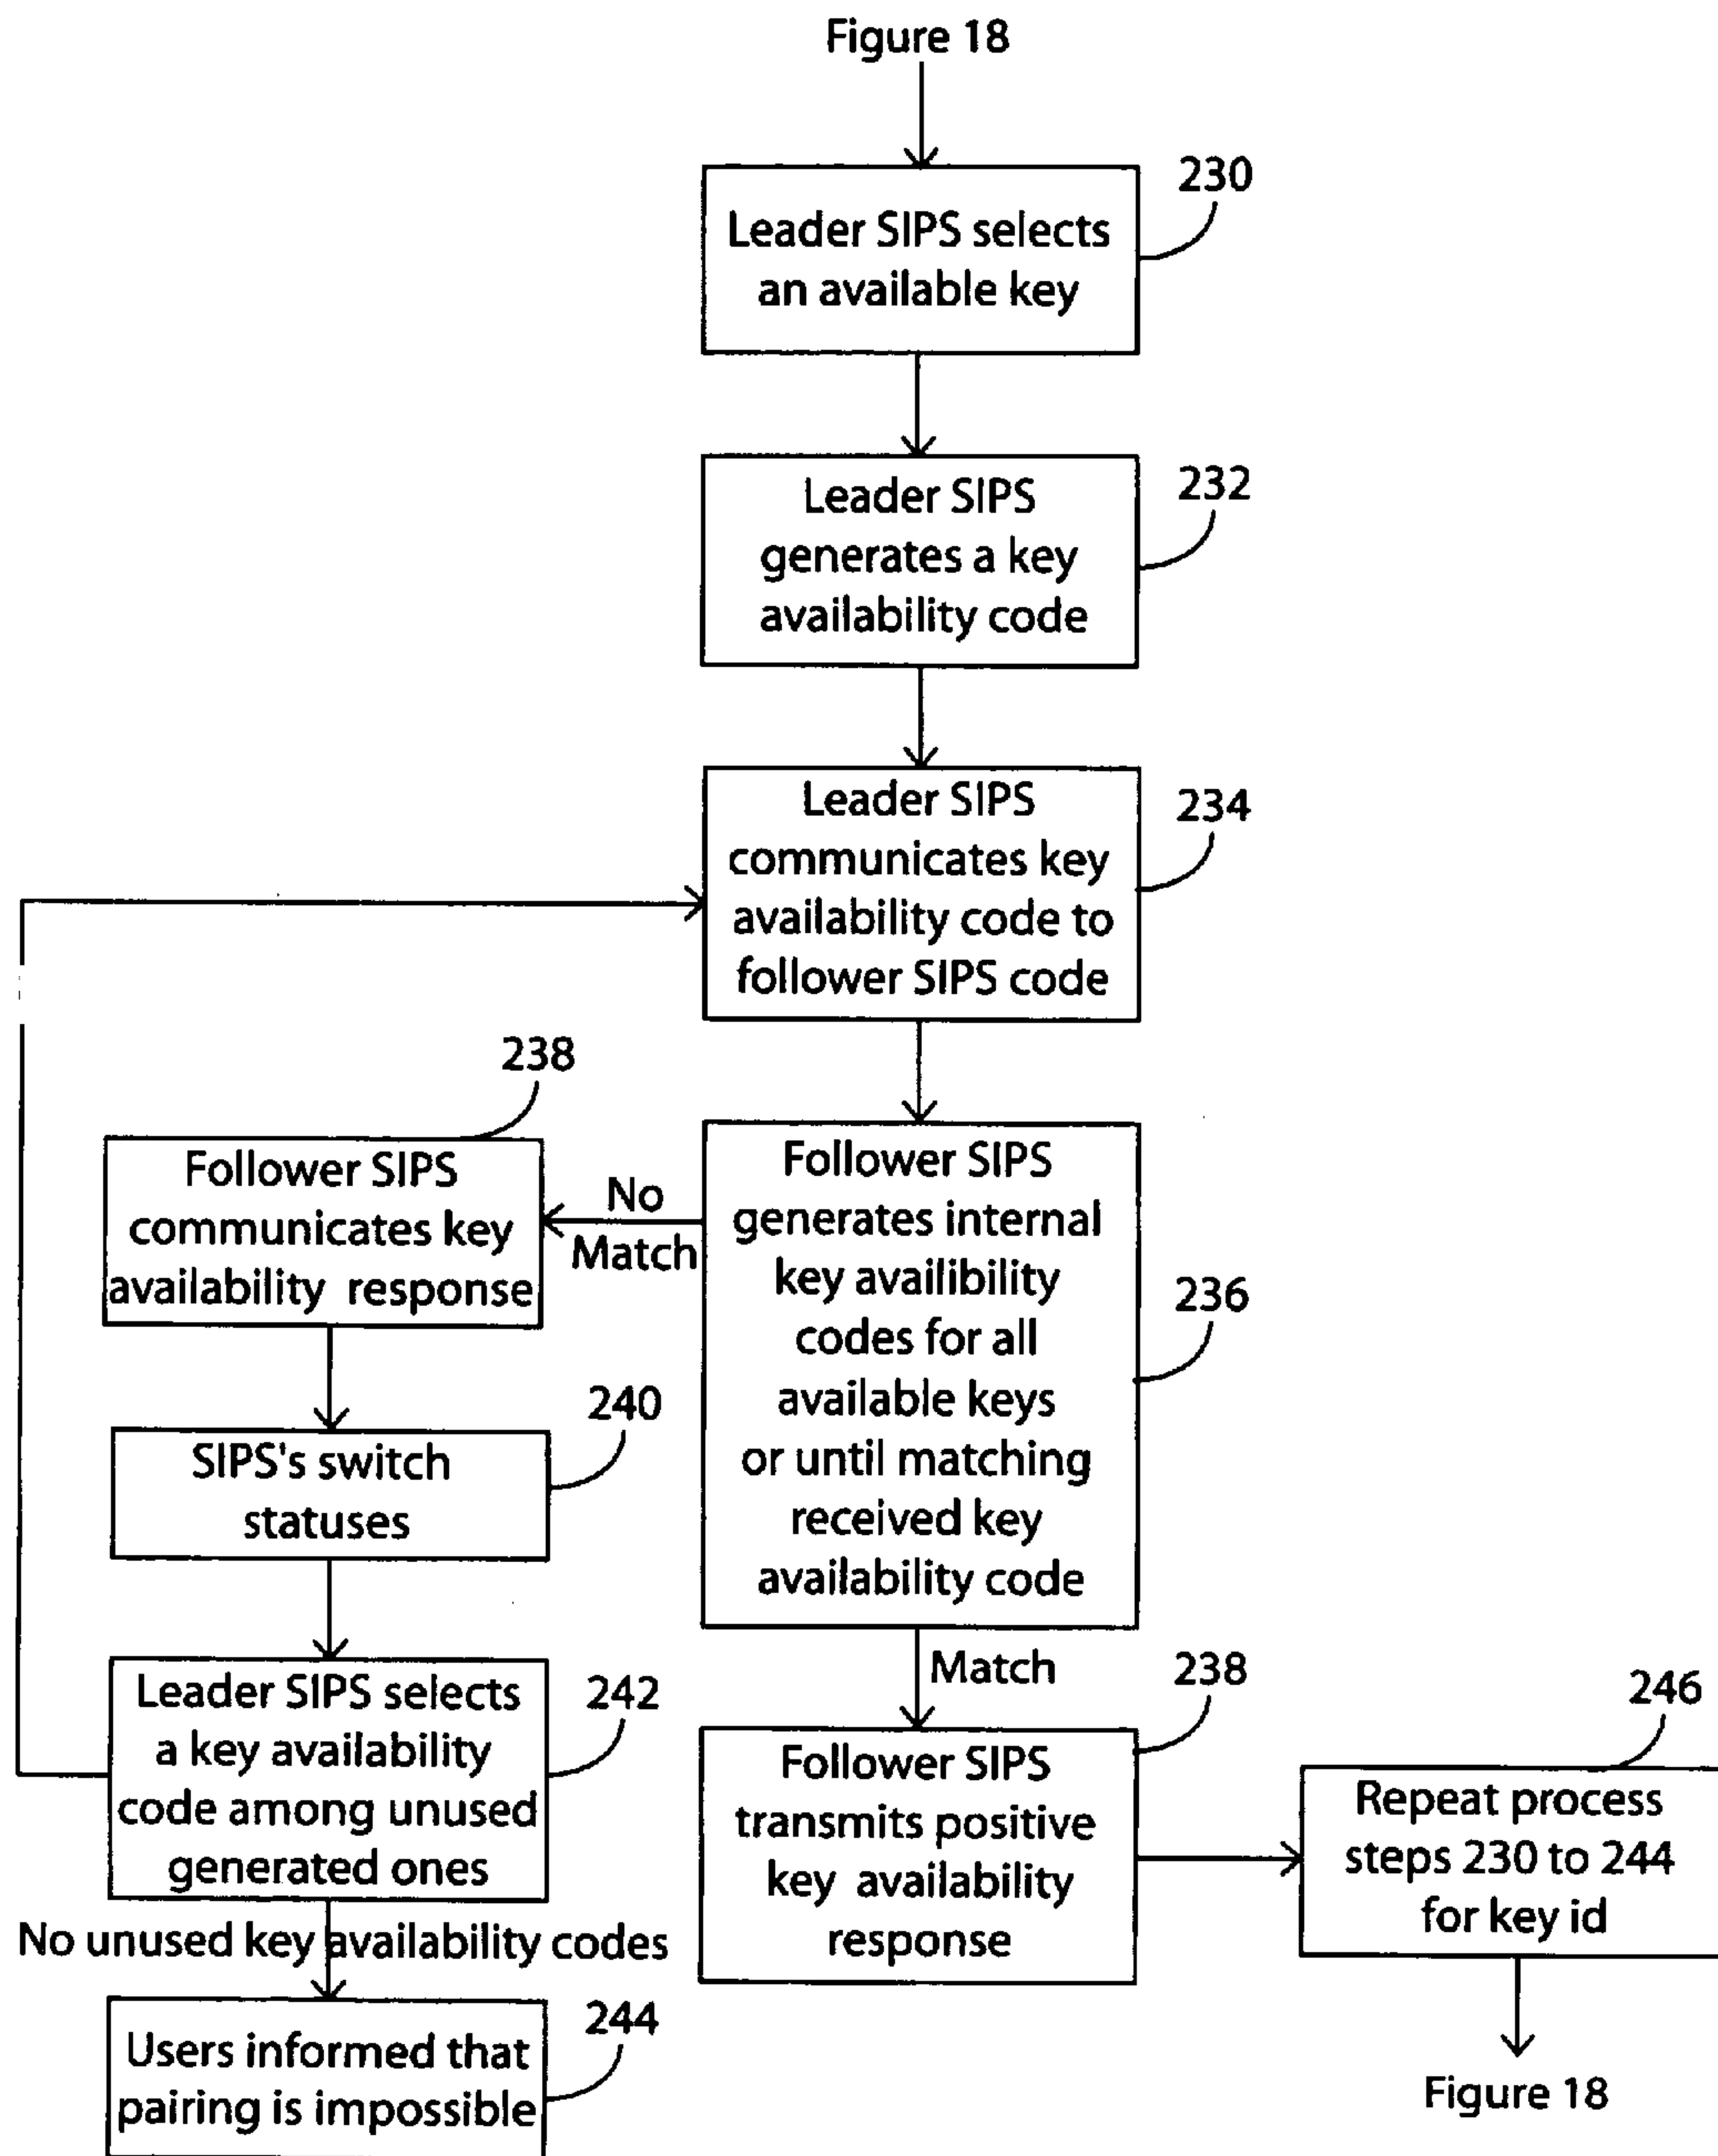 Figure 18
230
Leader SIPS selects
an available key
232
Leader SIPS
generates a key
availability code
234
Leader SIPS
communicates key
availability code to
follower SIPS code
238
Follower SIPS
communicates key
availability response
No
Match
Follower SIPS
generates internal
key availibility
codes for all
available keys
or until matching
received key
availability code
236
240
SIPS's switch
statuses
Match
242
Leader SIPS selects
a key availability
code among unused
generated ones
238
Follower SIPS
transmits positive
key availability
response
246
Repeat process
steps 230 to 244
for key id
No unused key availability codes
244
Users informed that
pairing is impossible
Figure 18